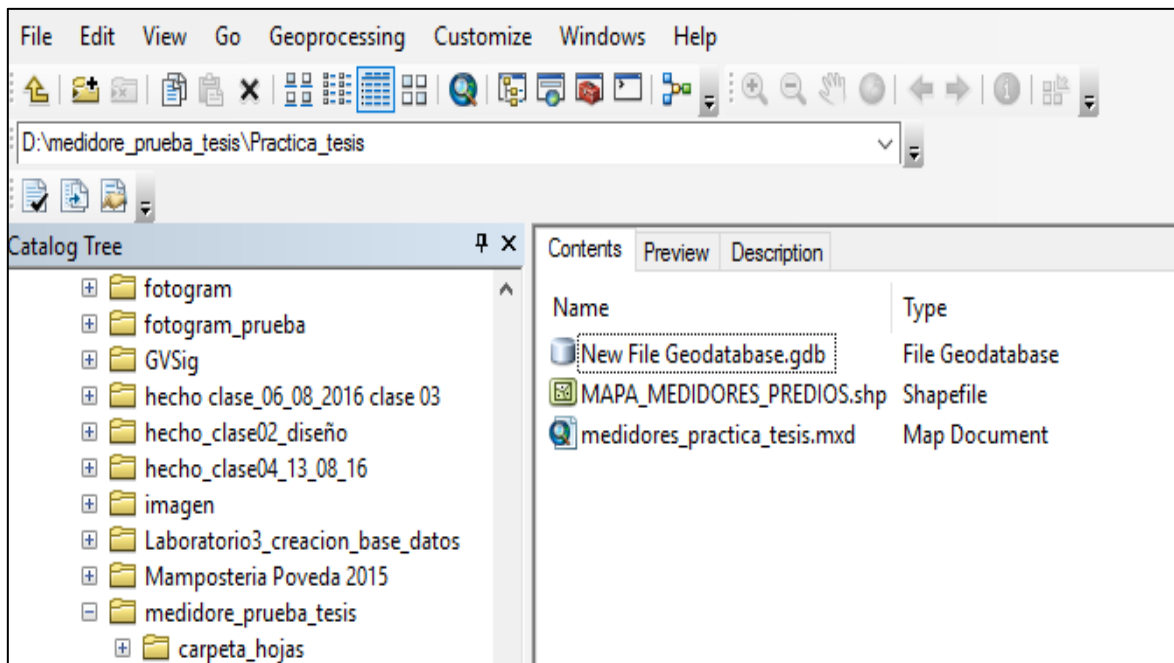 File Edit View Go Geoprocessing Customize Windows Help
D:\medidore_prueba_tesis\Practica_tesis
Catalog Tree
fotogram
fotogram_prueba
GVSig
hecho clase_06_08_2016 clase 03
hecho_clase02_diseño
hecho_clase04_13_08_16
imagen
Laboratorio3_creacion_base_datos
Mamposteria Poveda 2015
medidore_prueba_tesis
carpeta_hojas
Contents Preview Description
Name Type
New File Geodatabase.gdb File Geodatabase
MAPA_MEDIDORES_PREDIOS.shp Shapefile
medidores_practica_tesis.mxd Map Document